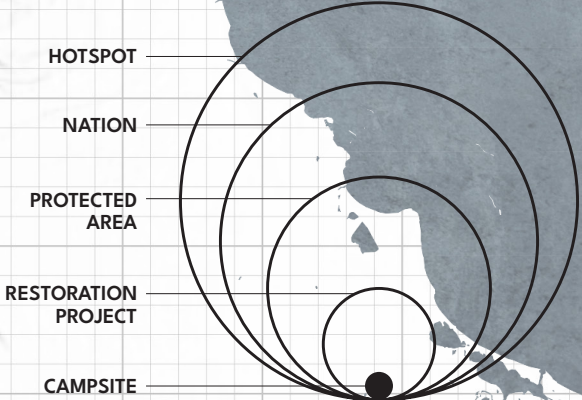 HOTSPOT
NATION
PROTECTED
AREA
RESTORATION
PROJECT
CAMPSITE